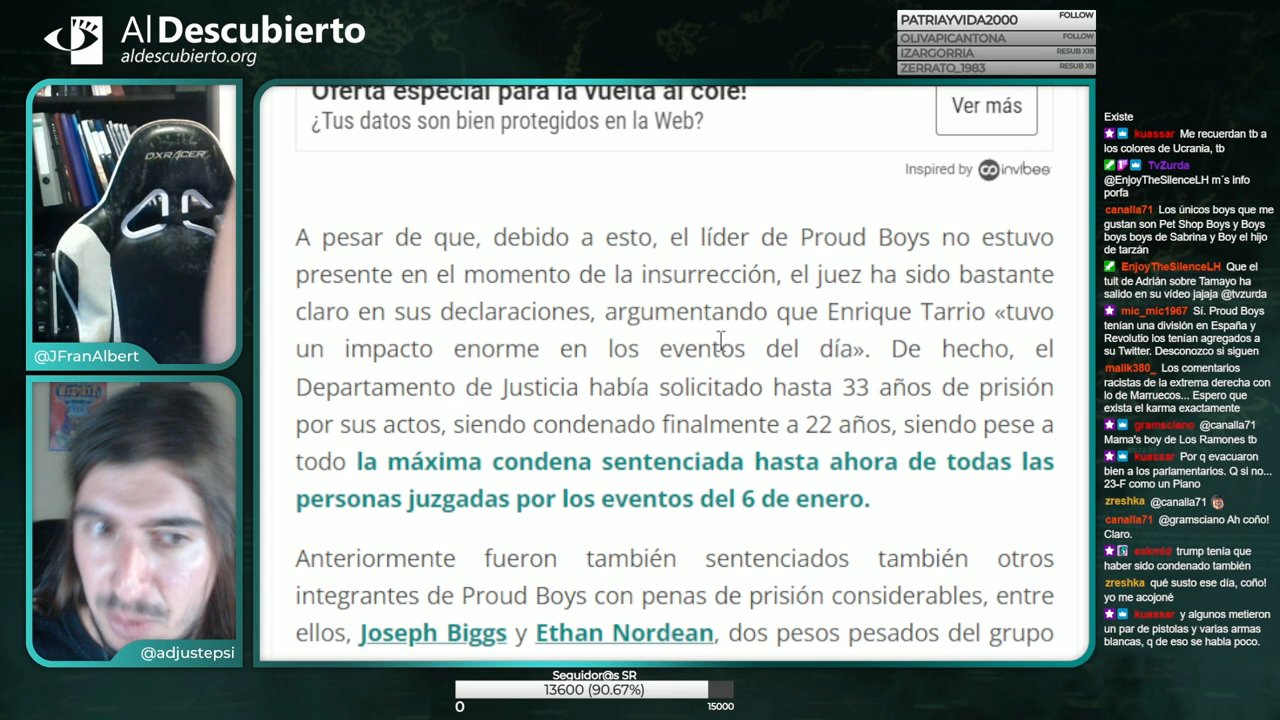 Al Descubierto
aldescubierto.org
PATRIAYVIDA2000 FOLLOW
OLIVAPICANTONA FOLLOW
IZARGORRIA RESUB X18
ZERRATO_1983 RESUB X9
DXRACER
@JFranAlbert
@adjustepsi
Oferta especial para la vuelta al cole!
¿Tus datos son bien protegidos en la Web?
Ver más
Inspired by invibes
A pesar de que, debido a esto, el líder de Proud Boys no estuvo
presente en el momento de la insurrección, el juez ha sido bastante
claro en sus declaraciones, argumentando que Enrique Tarrio «tuvo
un impacto enorme en los eventos del día». De hecho, el
Departamento de Justicia había solicitado hasta 33 años de prisión
por sus actos, siendo condenado finalmente a 22 años, siendo pese a
todo la máxima condena sentenciada hasta ahora de todas las
personas juzgadas por los eventos del 6 de enero.
Anteriormente fueron también sentenciados también otros
integrantes de Proud Boys con penas de prisión considerables, entre
ellos, Joseph Biggs y Ethan Nordean, dos pesos pesados del grupo
Existe
kuassar Me recuerdan tb a
los colores de Ucrania, tb
TvZurda
@EnjoyTheSilenceLH m´s info
porfa
canalla71 Los únicos boys que me
gustan son Pet Shop Boys y Boys
boys boys de Sabrina y Boy el hijo
de tarzán
EnjoyTheSilenceLH Que el
tuit de Adrián sobre Tamayo ha
salido en su vídeo jajaja @tvzurda
mic_mic1967 Sí. Proud Boys
tenían una división en España y
Revolutio los tenían agregados a
su Twitter. Desconozco si siguen
malik380_ Los comentarios
racistas de la extrema derecha con
lo de Marruecos... Espero que
exista el karma exactamente
gramsciano @canalla71
Mama's boy de Los Ramones tb
kuassar Por q evacuaron
bien a los parlamentarios. Q si no...
23-F como un Piano
zreshka @canalla71
canalla71 @gramsciano Ah coño!
Claro.
exkmid trump tenía que
haber sido condenado también
zreshka qué susto ese día, coño!
yo me acojoné
kuassar y algunos metieron
un par de pistolas y varias armas
blancas, q de eso se habla poco.
Seguidor@s SR
13600 (90.67%)
0 15000